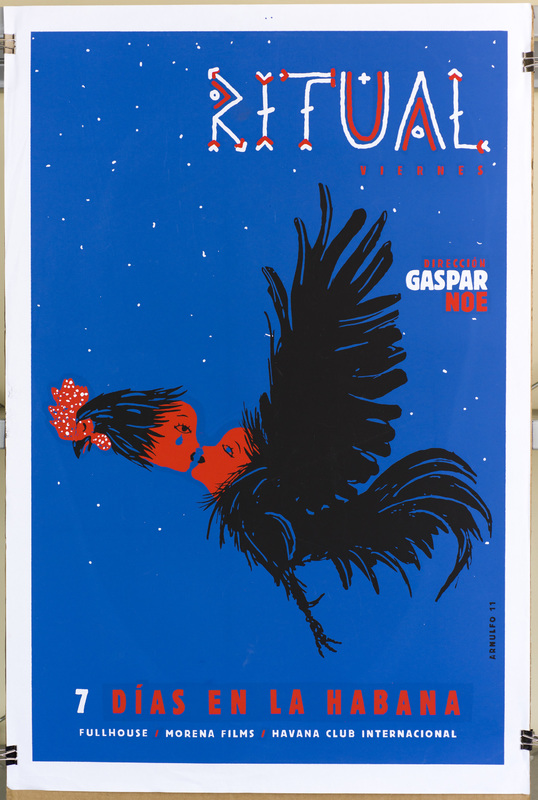 RITUAL
VIERNES
DIRECCIÓN
GASPAR
NOE
ARNULFO 11
7 DÍAS EN LA HABANA
FULLHOUSE / MORENA FILMS / HAVANA CLUB INTERNACIONAL